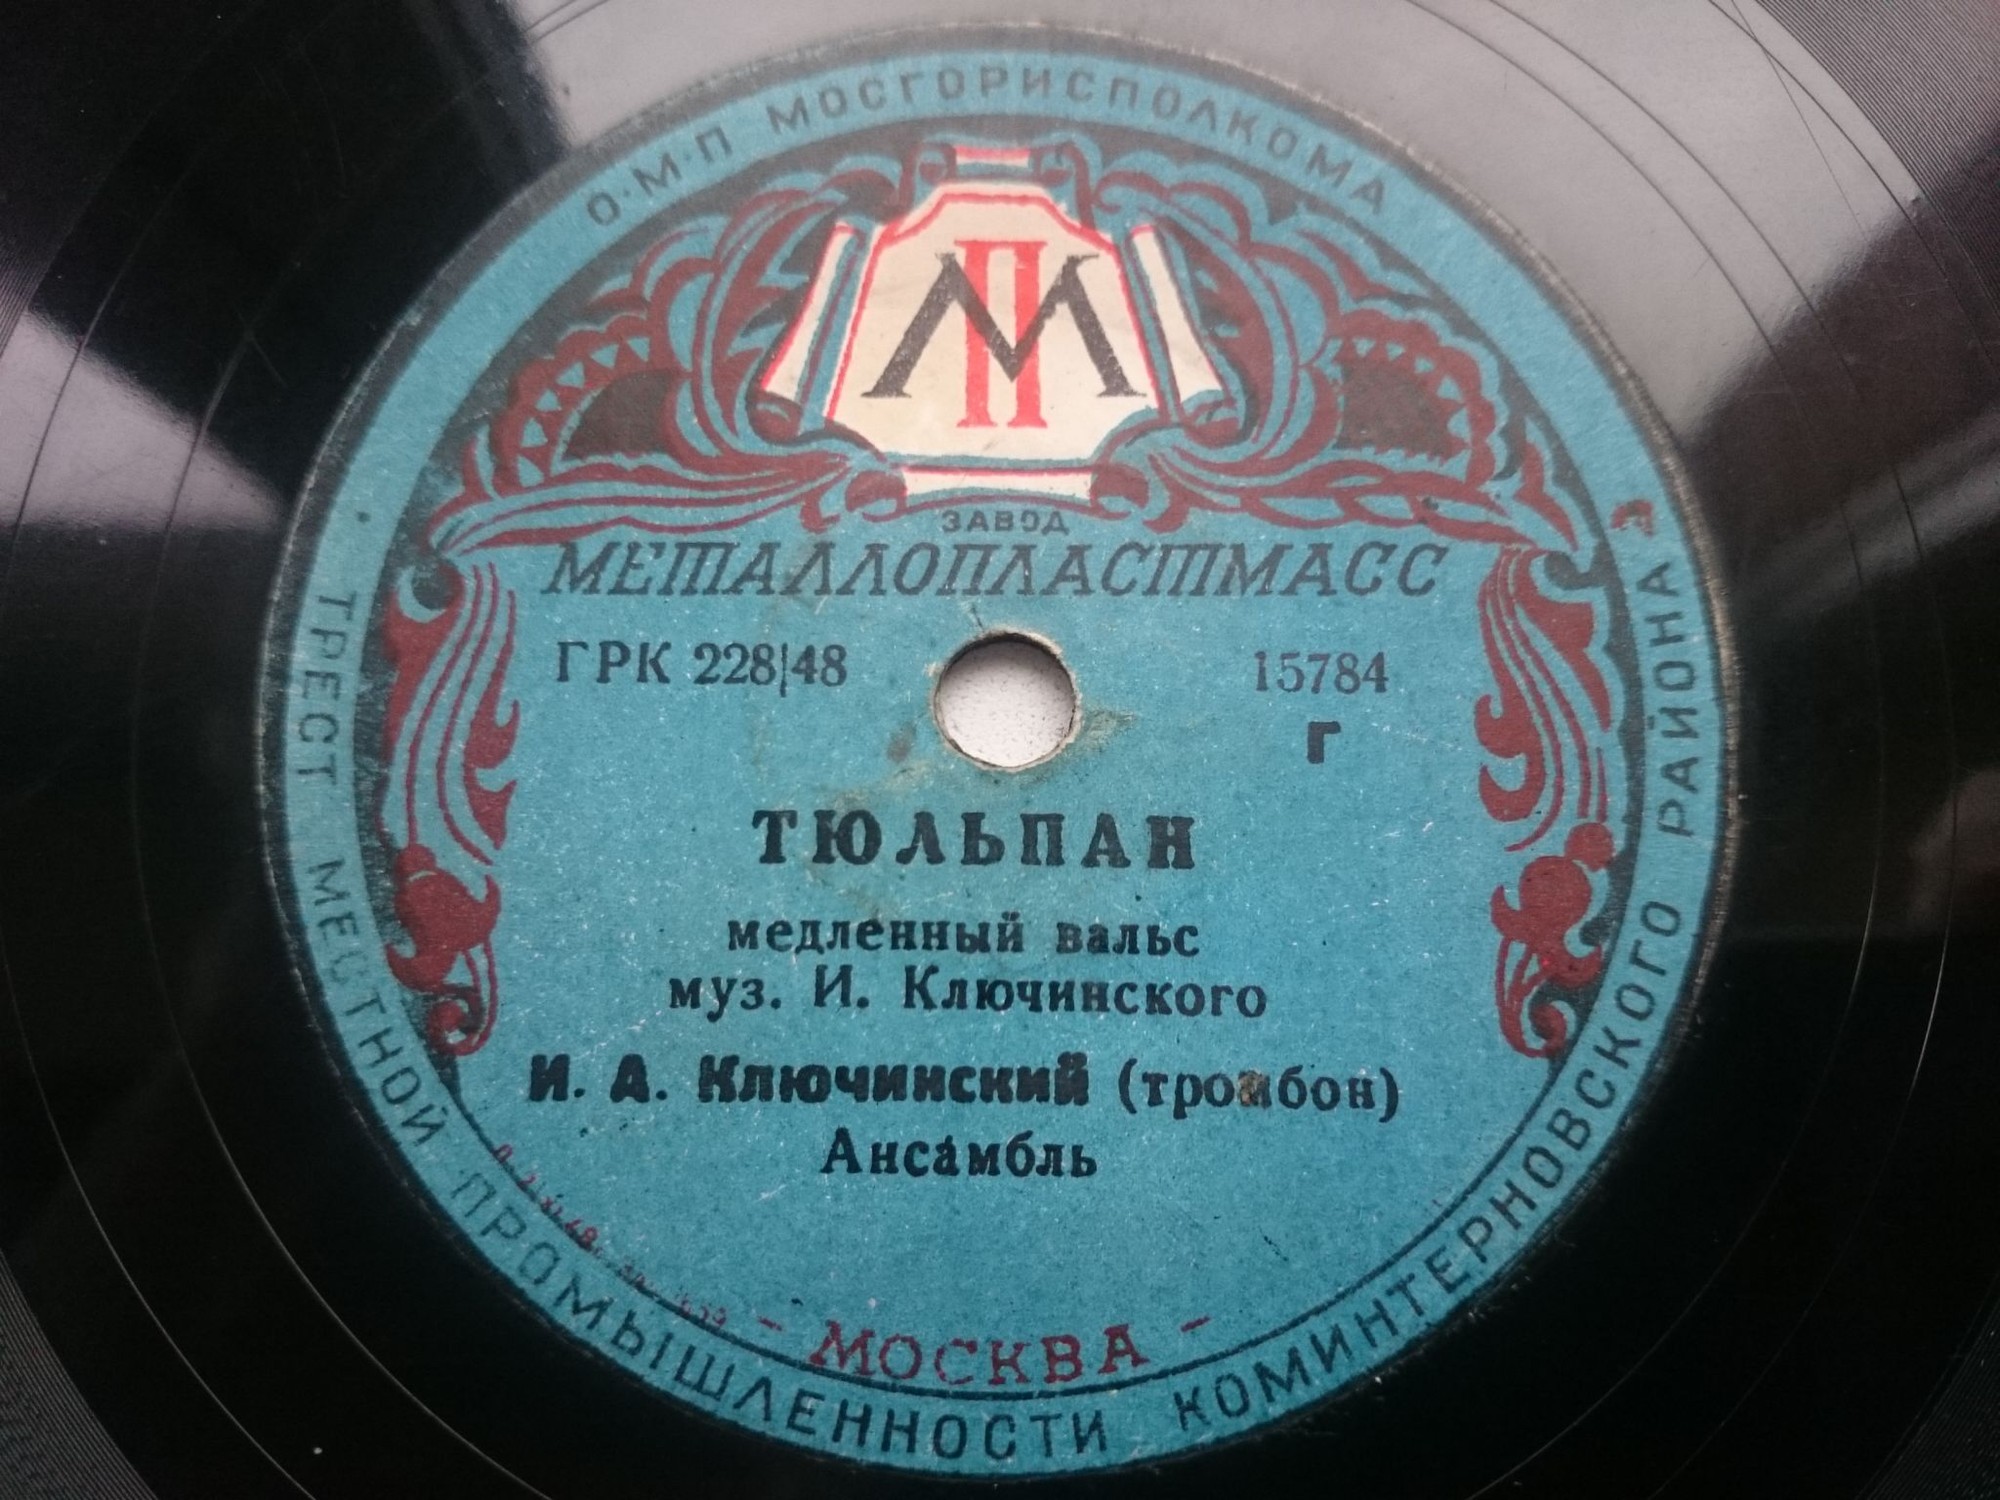 О·М·П МОСГОРИСПОЛКОМА
МП
ЗАВОД
МЕТАЛЛОПЛАСТМАСС
ГРК 228|48
15784
Г
ТЮЛЬПАН
медленный вальс
муз. И. Ключинского
И. А. Ключинский (тромбон)
Ансамбль
- МОСКВА -
ТРЕСТ МЕСТНОЙ ПРОМЫШЛЕННОСТИ КОМИНТЕРНОВСКОГО РАЙОНА